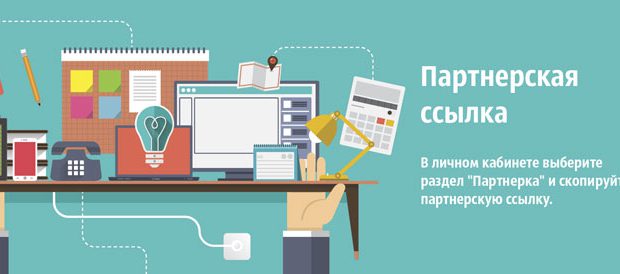 Партнерская
ссылка
В личном кабинете выберите
раздел "Партнерка" и скопируйт
партнерскую ссылку.